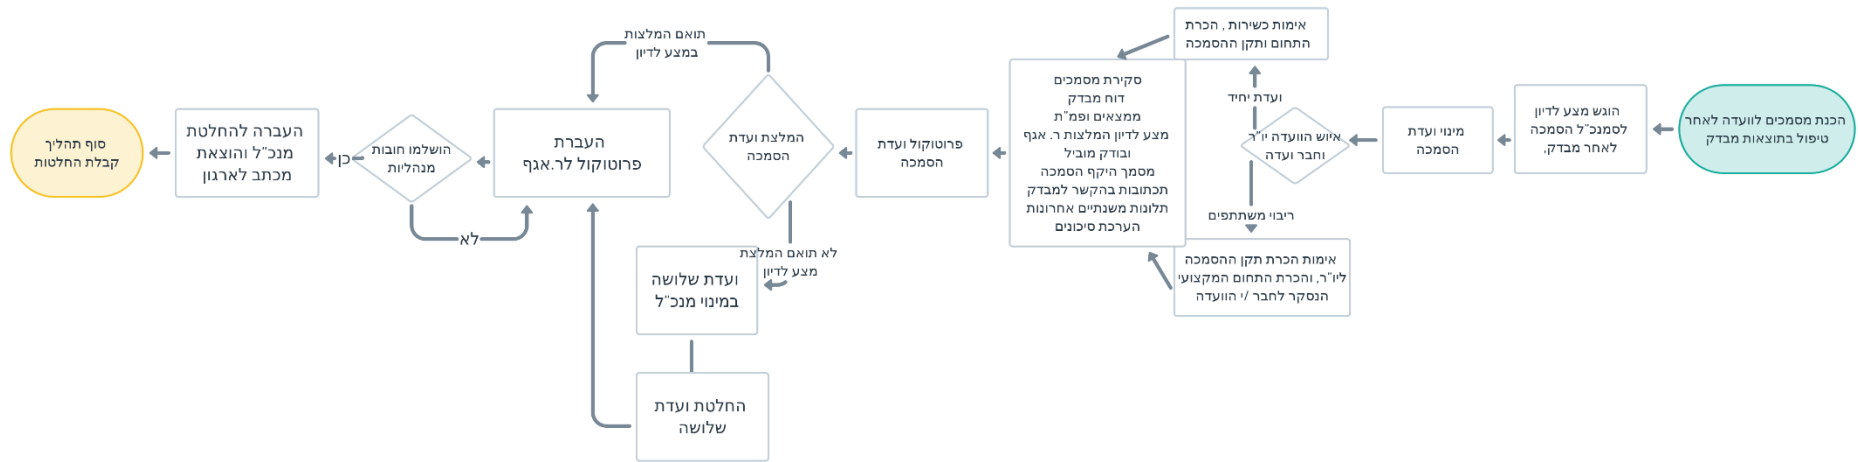 הכנת מסמכים לוועדה לאחר
טיפול בתוצאות מבדק
הוגש מצע לדיון
לסמנכ"ל הסמכה
לאחר מבדק.
מינוי ועדת
הסמכה
איוש הוועדה יו"ר
וחבר ועדה
ועדת יחיד
אימות כשירות , הכרת
התחום ותקן ההסמכה
ריבוי משתתפים
אימות הכרת תקן ההסמכה
ליו"ר, והכרת התחום המקצועי
הנסקר לחבר /י הוועדה
סקירת מסמכים
דוח מבדק
ממצאים ופמ"ת
מצע לדיון המלצות ר. אגף
ובודק מוביל
מסמך היקף הסמכה
תכתובות בהקשר למבדק
תלונות משנתיים אחרונות
הערכת סיכונים
פרוטוקול ועדת
הסמכה
המלצת ועדת
הסמכה
תואם המלצות
במצע לדיון
לא תואם המלצת
מצע לדיון
ועדת שלושה
במינוי מנכ"ל
החלטת ועדת
שלושה
העברת
פרוטוקול לר.אגף
הושלמו חובות
מנהליות
לא
כן
העברה להחלטת
מנכ"ל והוצאת
מכתב לארגון
סוף תהליך
קבלת החלטות